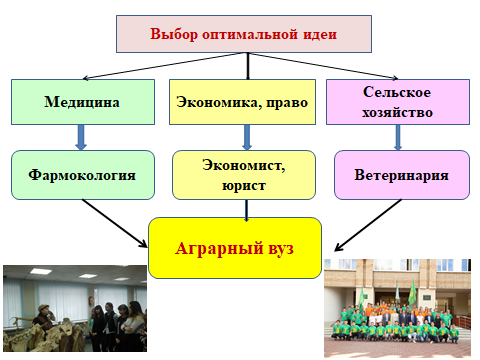 Выбор оптимальной идеи
Медицина
Экономика, право
Сельское
хозяйство
Фармокология
Экономист,
юрист
Ветеринария
Аграрный вуз